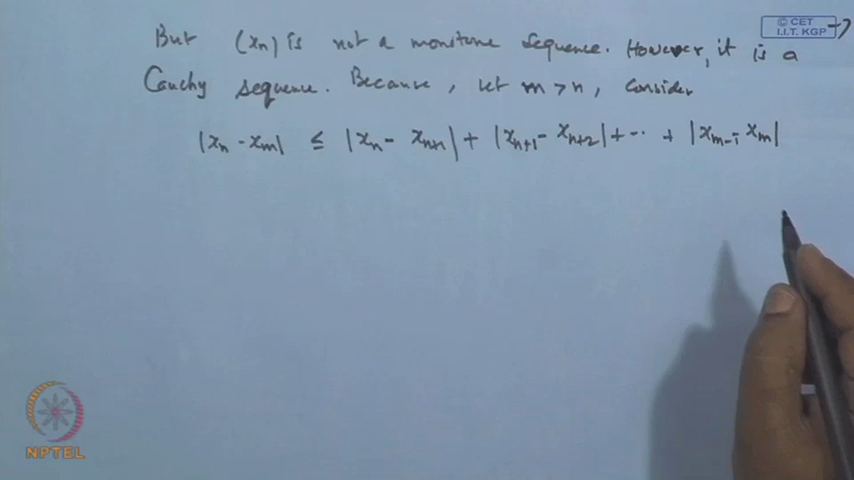 © CET
I.I.T. KGP
But (xn) is not a monotone sequence. However, it is a
Cauchy sequence. Because, let m > n, consider
|xn - xm| ≤ |xn - xn+1| + |xn+1 - xn+2| + ... + |xm-1 - xm|
NPTEL